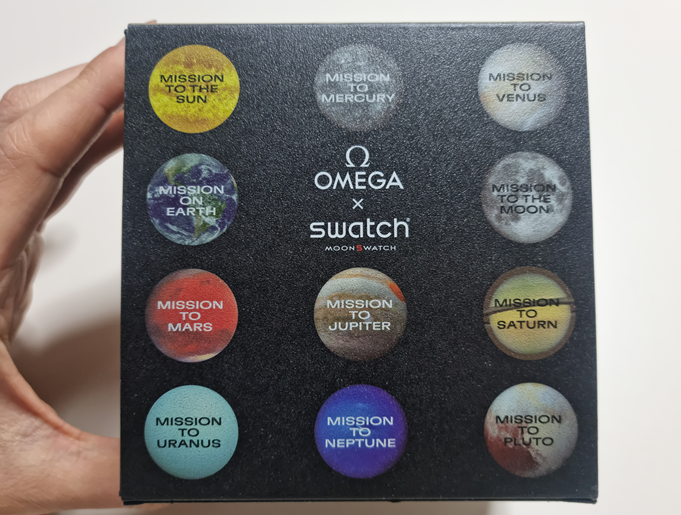 MISSION
TO THE
SUN
MISSION
TO
MERCURY
MISSION
TO
VENUS
MISSION
ON
EARTH
Ω
OMEGA
×
swatch®
MOONSWATCH
MISSION
TO THE
MOON
MISSION
TO
MARS
MISSION
TO
JUPITER
MISSION
TO
SATURN
MISSION
TO
URANUS
MISSION
TO
NEPTUNE
MISSION
TO
PLUTO